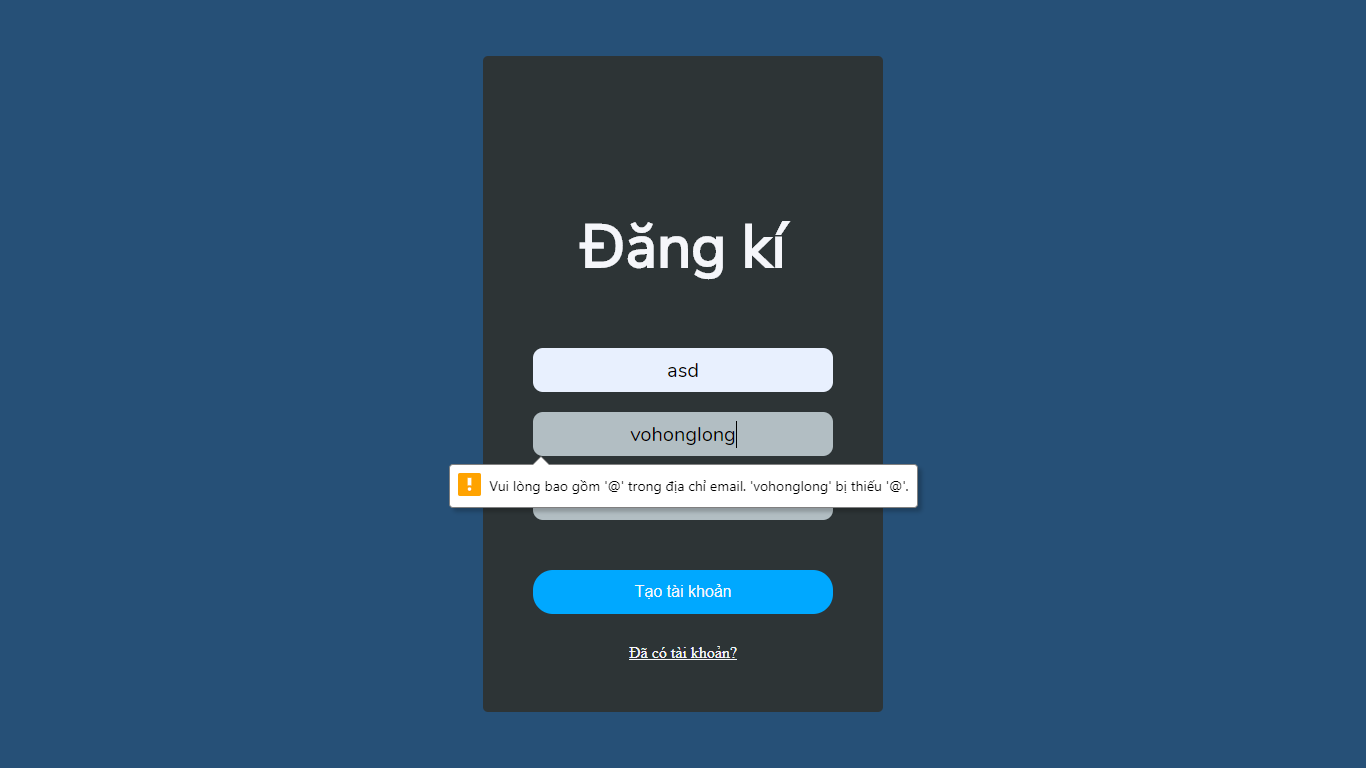 Đăng kí
asd
vohonglong
Vui lòng bao gồm '@' trong địa chỉ email. 'vohonglong' bị thiếu '@'.
Tạo tài khoản
Đã có tài khoản?